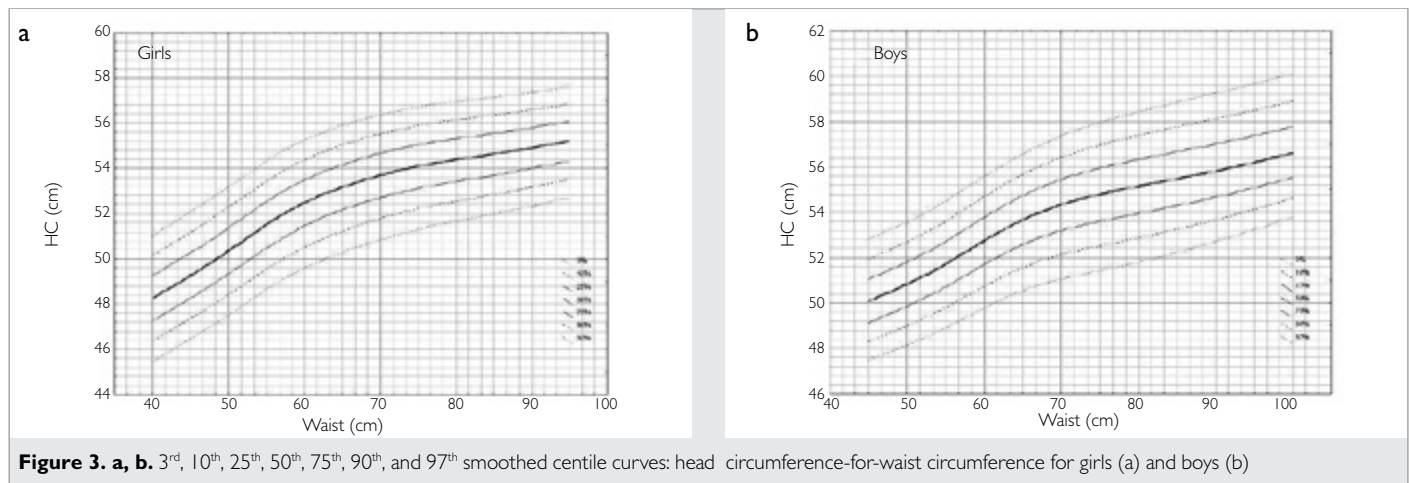 a
Girls
60
58
56
54
52
50
48
46
44
HC (cm)
40 50 60 70 80 90 100
Waist (cm)
b
Boys
62
60
58
56
54
52
50
48
46
HC (cm)
40 50 60 70 80 90 100
Waist (cm)
Figure 3. a, b. 3rd, 10th, 25th, 50th, 75th, 90th, and 97th smoothed centile curves: head circumference-for-waist circumference for girls (a) and boys (b)